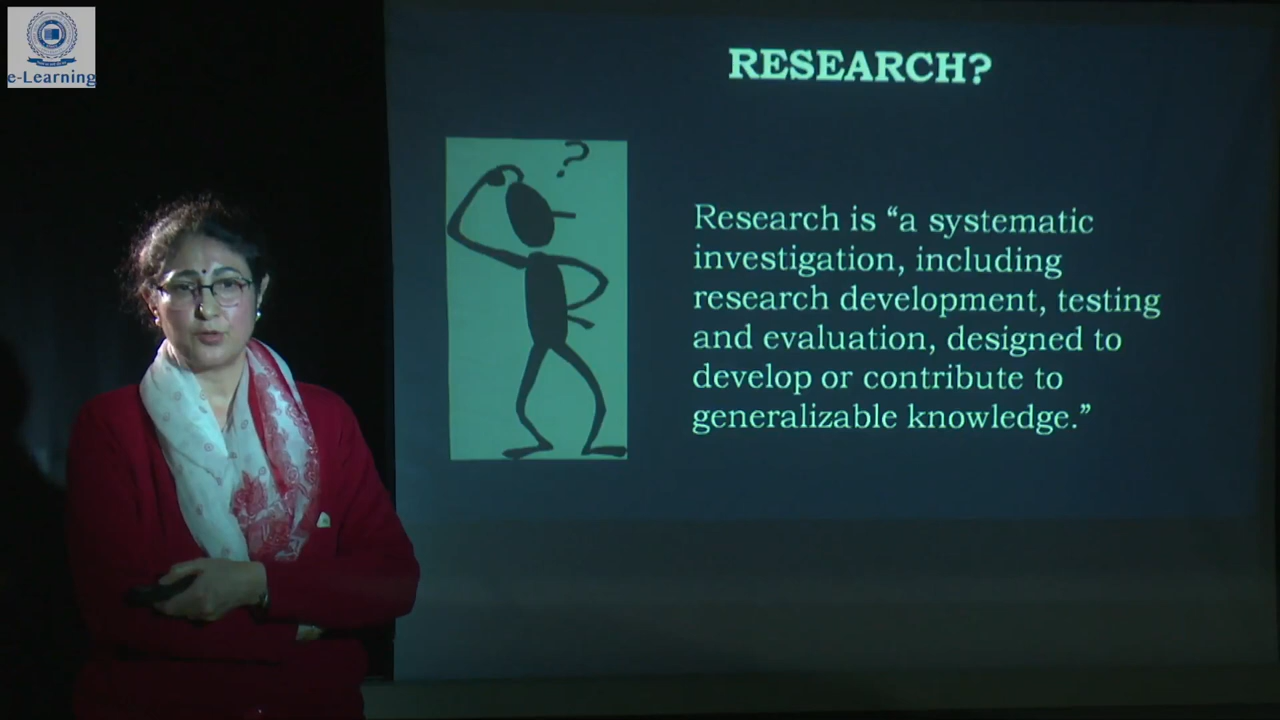 e-Learning
RESEARCH?
?
Research is “a systematic
investigation, including
research development, testing
and evaluation, designed to
develop or contribute to
generalizable knowledge.”